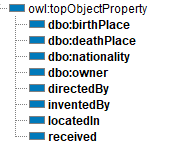 owl:topObjectProperty
dbo:birthPlace
dbo:deathPlace
dbo:nationality
dbo:owner
directedBy
inventedBy
locatedIn
received